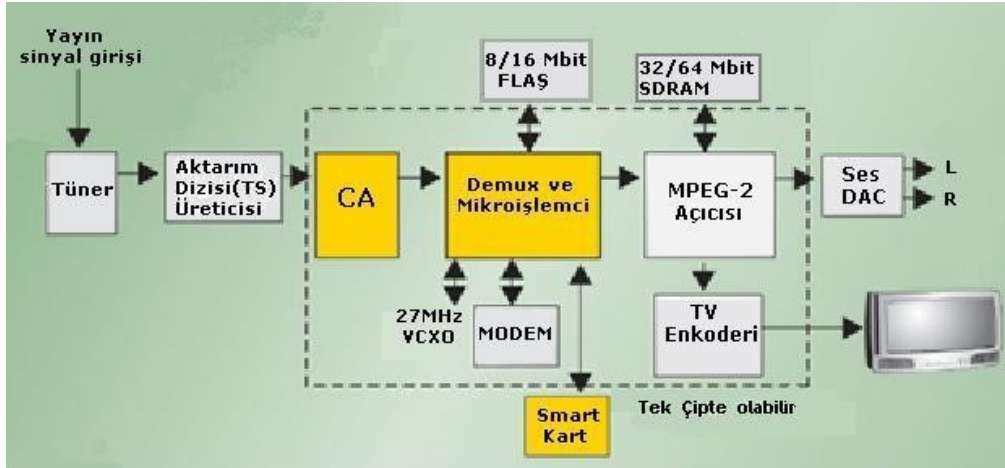 Yayın
sinyal girişi
8/16 Mbit
FLAŞ
32/64 Mbit
SDRAM
Tüner
Aktarım
Dizisi(TS)
Üreticisi
CA
Demux ve
Mikroişlemci
MPEG-2
Açıcısı
Ses
DAC
L
R
27MHz
VCXO
MODEM
TV
Enkoderi
Smart
Kart
Tek Çipte olabilir